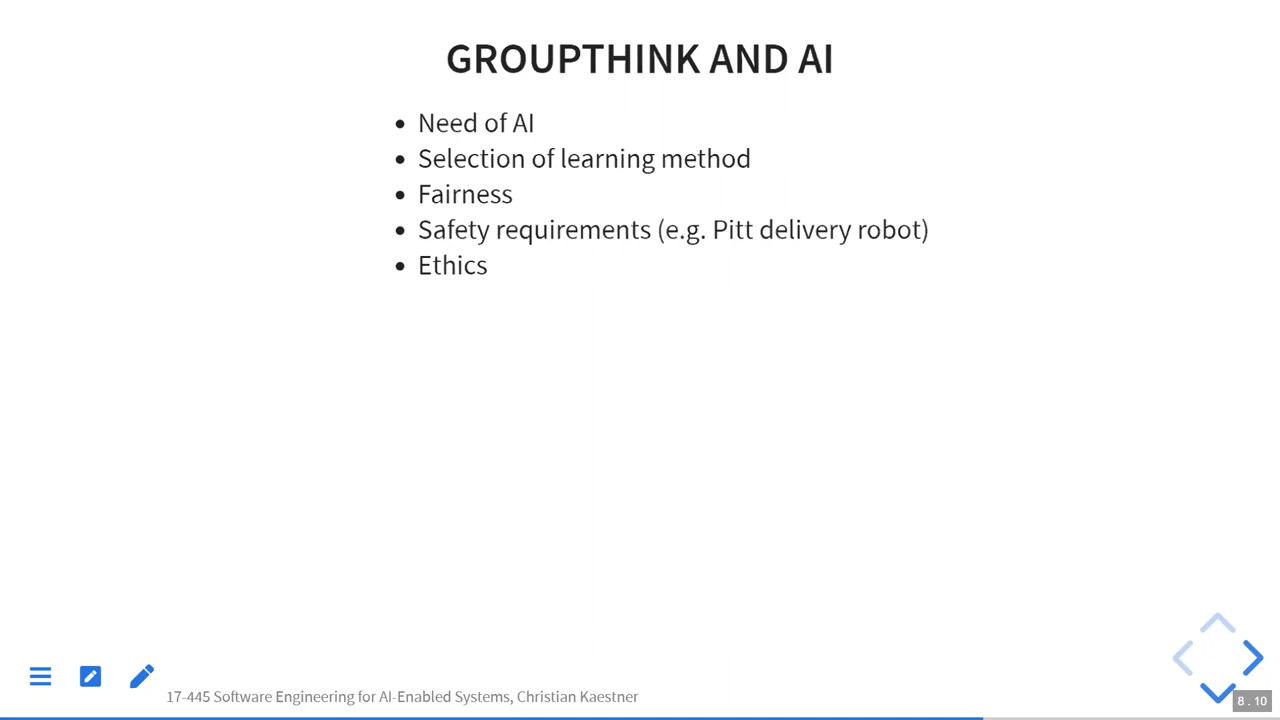 GROUPTHINK AND AI
Need of AI
Selection of learning method
Fairness
Safety requirements (e.g. Pitt delivery robot)
Ethics
17-445 Software Engineering for AI-Enabled Systems, Christian Kaestner
8 . 10